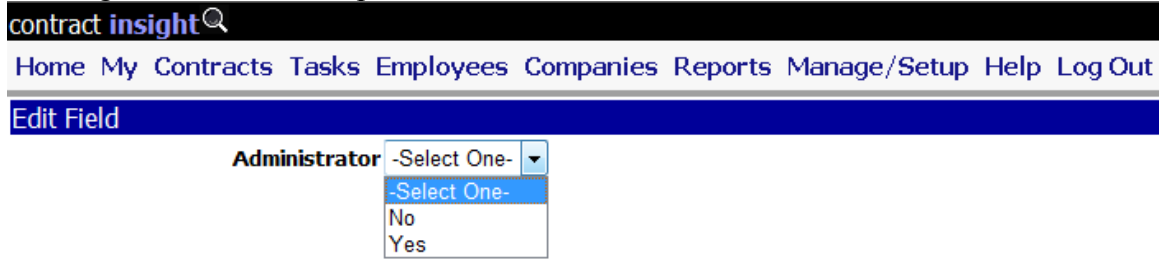 contract insight
Home My Contracts Tasks Employees Companies Reports Manage/Setup Help Log Out
Edit Field
Administrator -Select One-
-Select One-
No
Yes